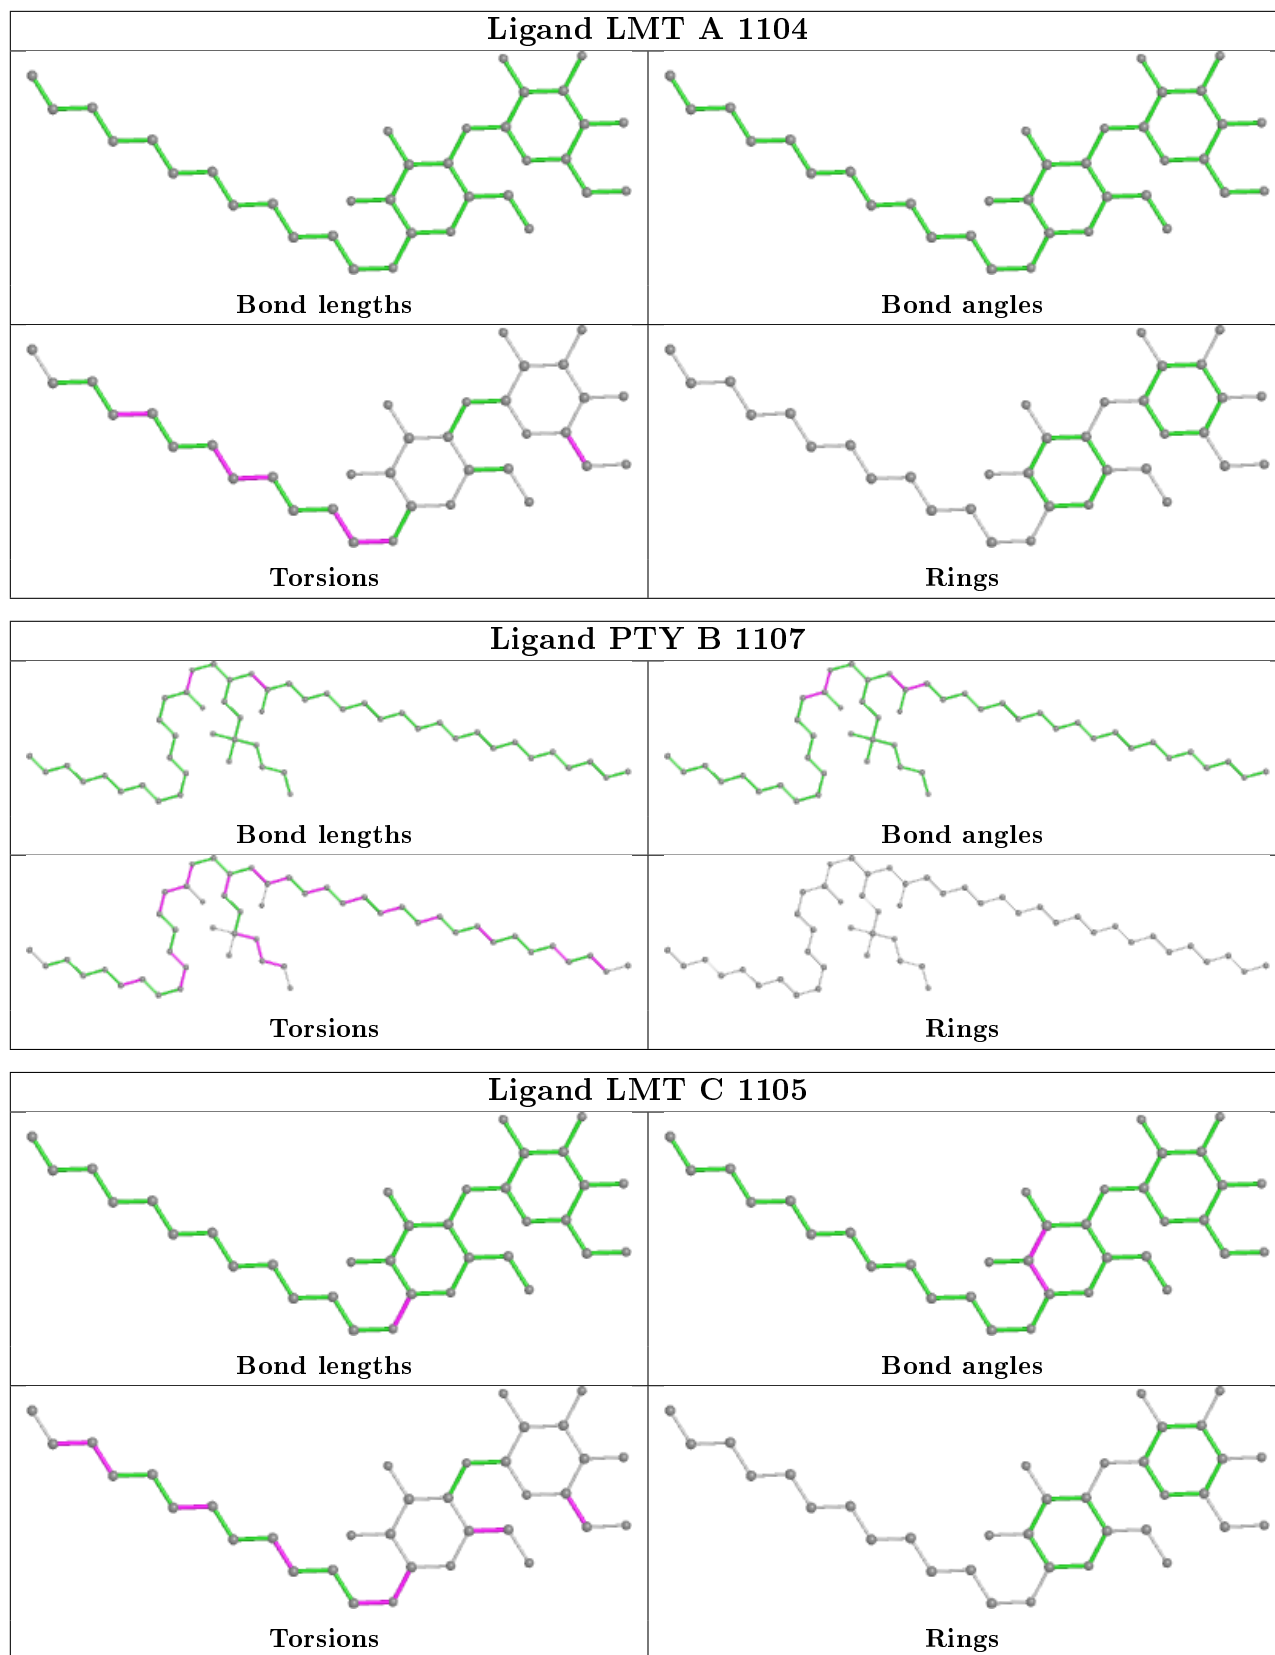 Ligand LMT A 1104
Bond lengths
Bond angles
Torsions
Rings
Ligand PTY B 1107
Bond lengths
Bond angles
Torsions
Rings
Ligand LMT C 1105
Bond lengths
Bond angles
Torsions
Rings